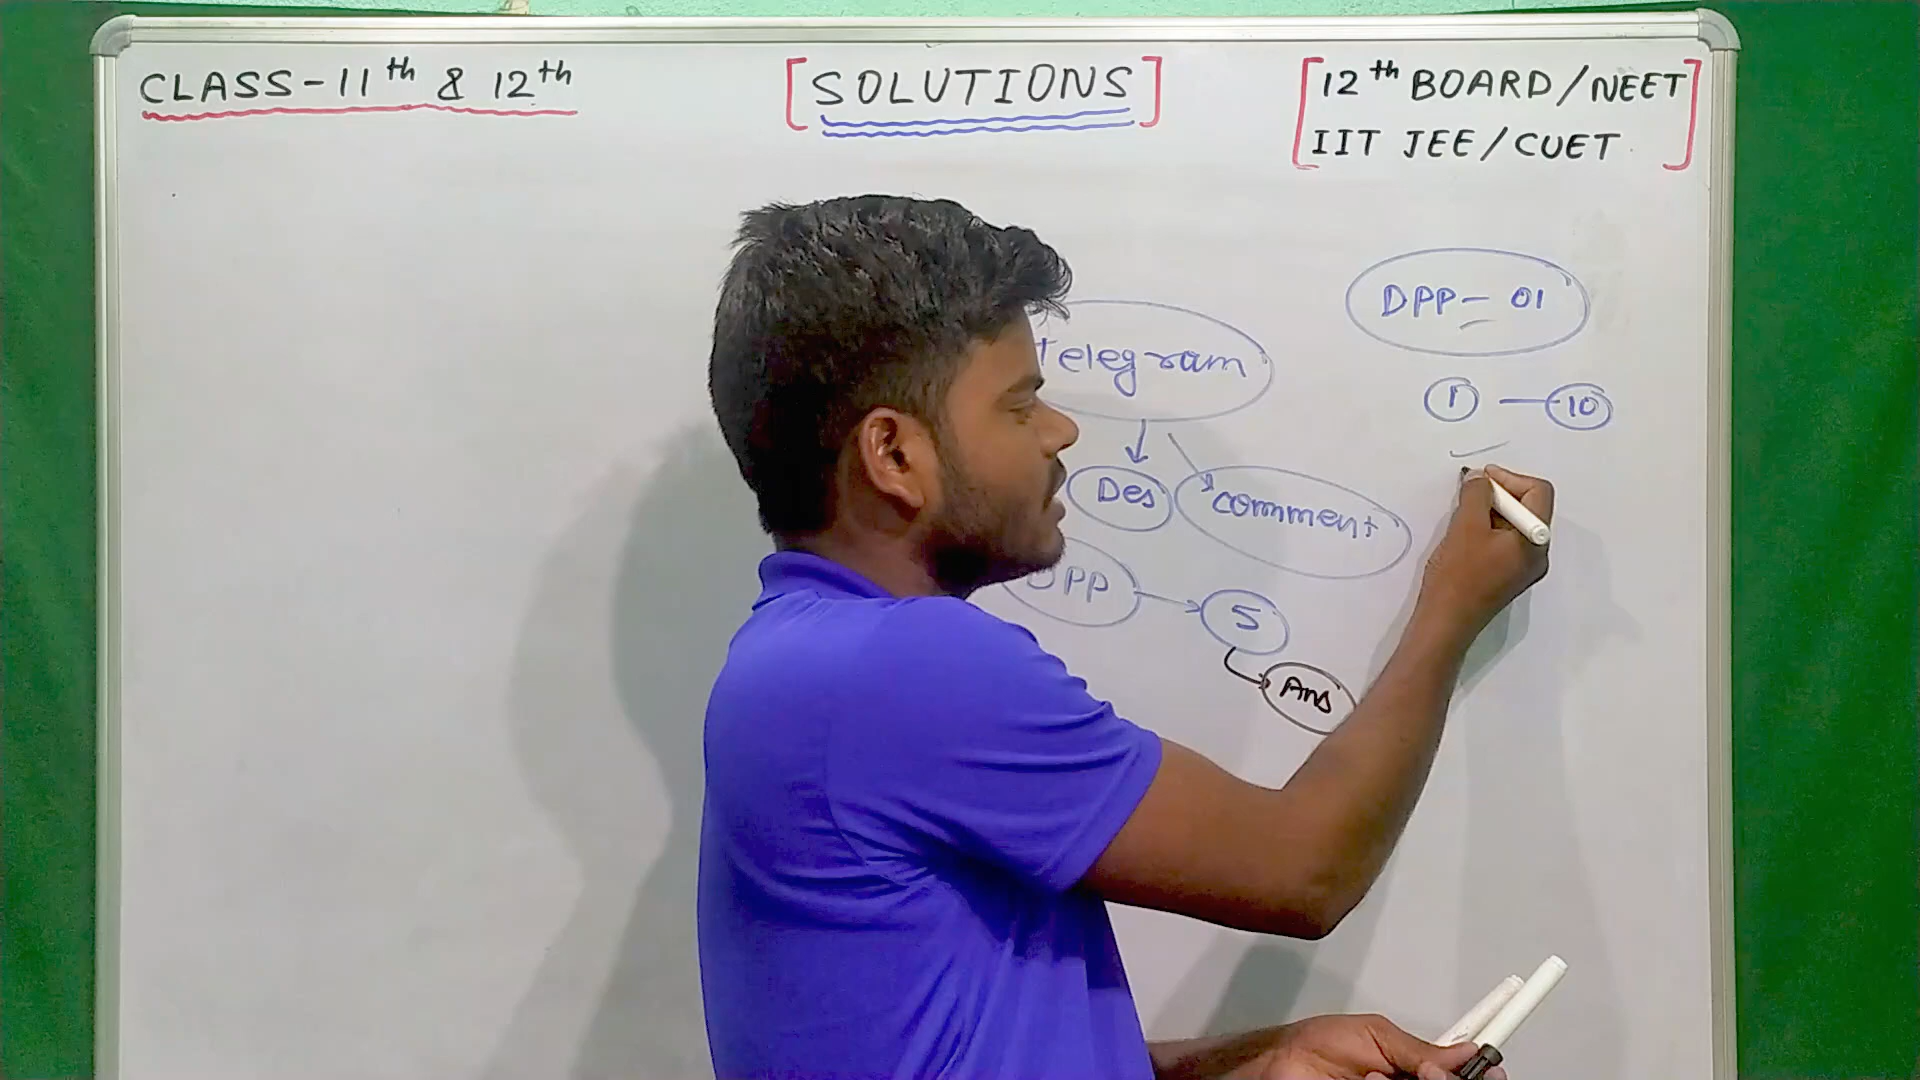 CLASS-11th & 12th
[SOLUTIONS]
[12th BOARD/NEET
IIT JEE/CUET]
DPP - 01
1 — 10
Telegram
Des
comment
DPP
5
Ans